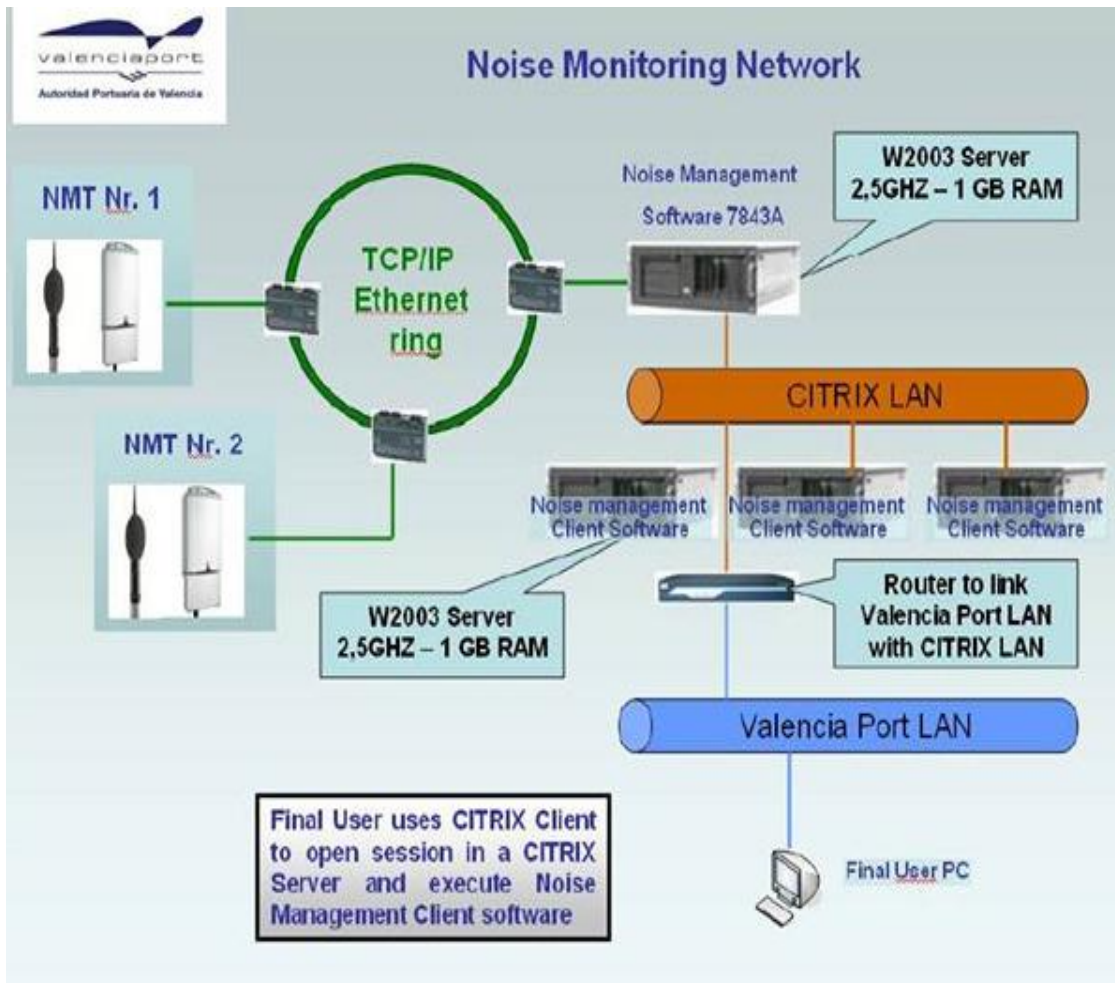 valenciaport
Autoridad Portuaria de Valencia
Noise Monitoring Network
NMT Nr. 1
TCP/IP
Ethernet
ring
Noise Management
Software 7843A
W2003 Server
2,5GHZ – 1 GB RAM
CITRIX LAN
NMT Nr. 2
Noise management
Client Software
Noise management
Client Software
Noise management
Client Software
W2003 Server
2,5GHZ – 1 GB RAM
Router to link
Valencia Port LAN
with CITRIX LAN
Valencia Port LAN
Final User uses CITRIX Client
to open session in a CITRIX
Server and execute Noise
Management Client software
Final User PC